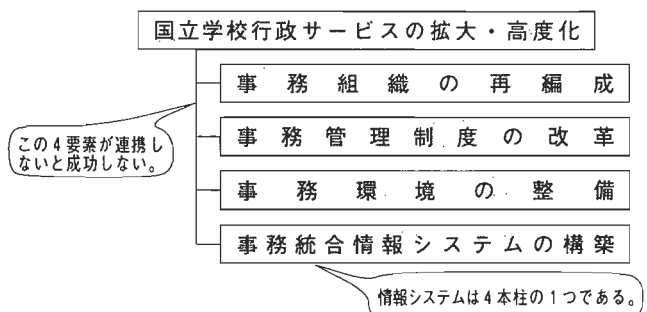 国立学校行政サービスの拡大・高度化
事務組織の再編成
事務管理制度の改革
この4要素が連携し
ないと成功しない。
事務環境の整備
事務統合情報システムの構築
情報システムは4本柱の1つである。